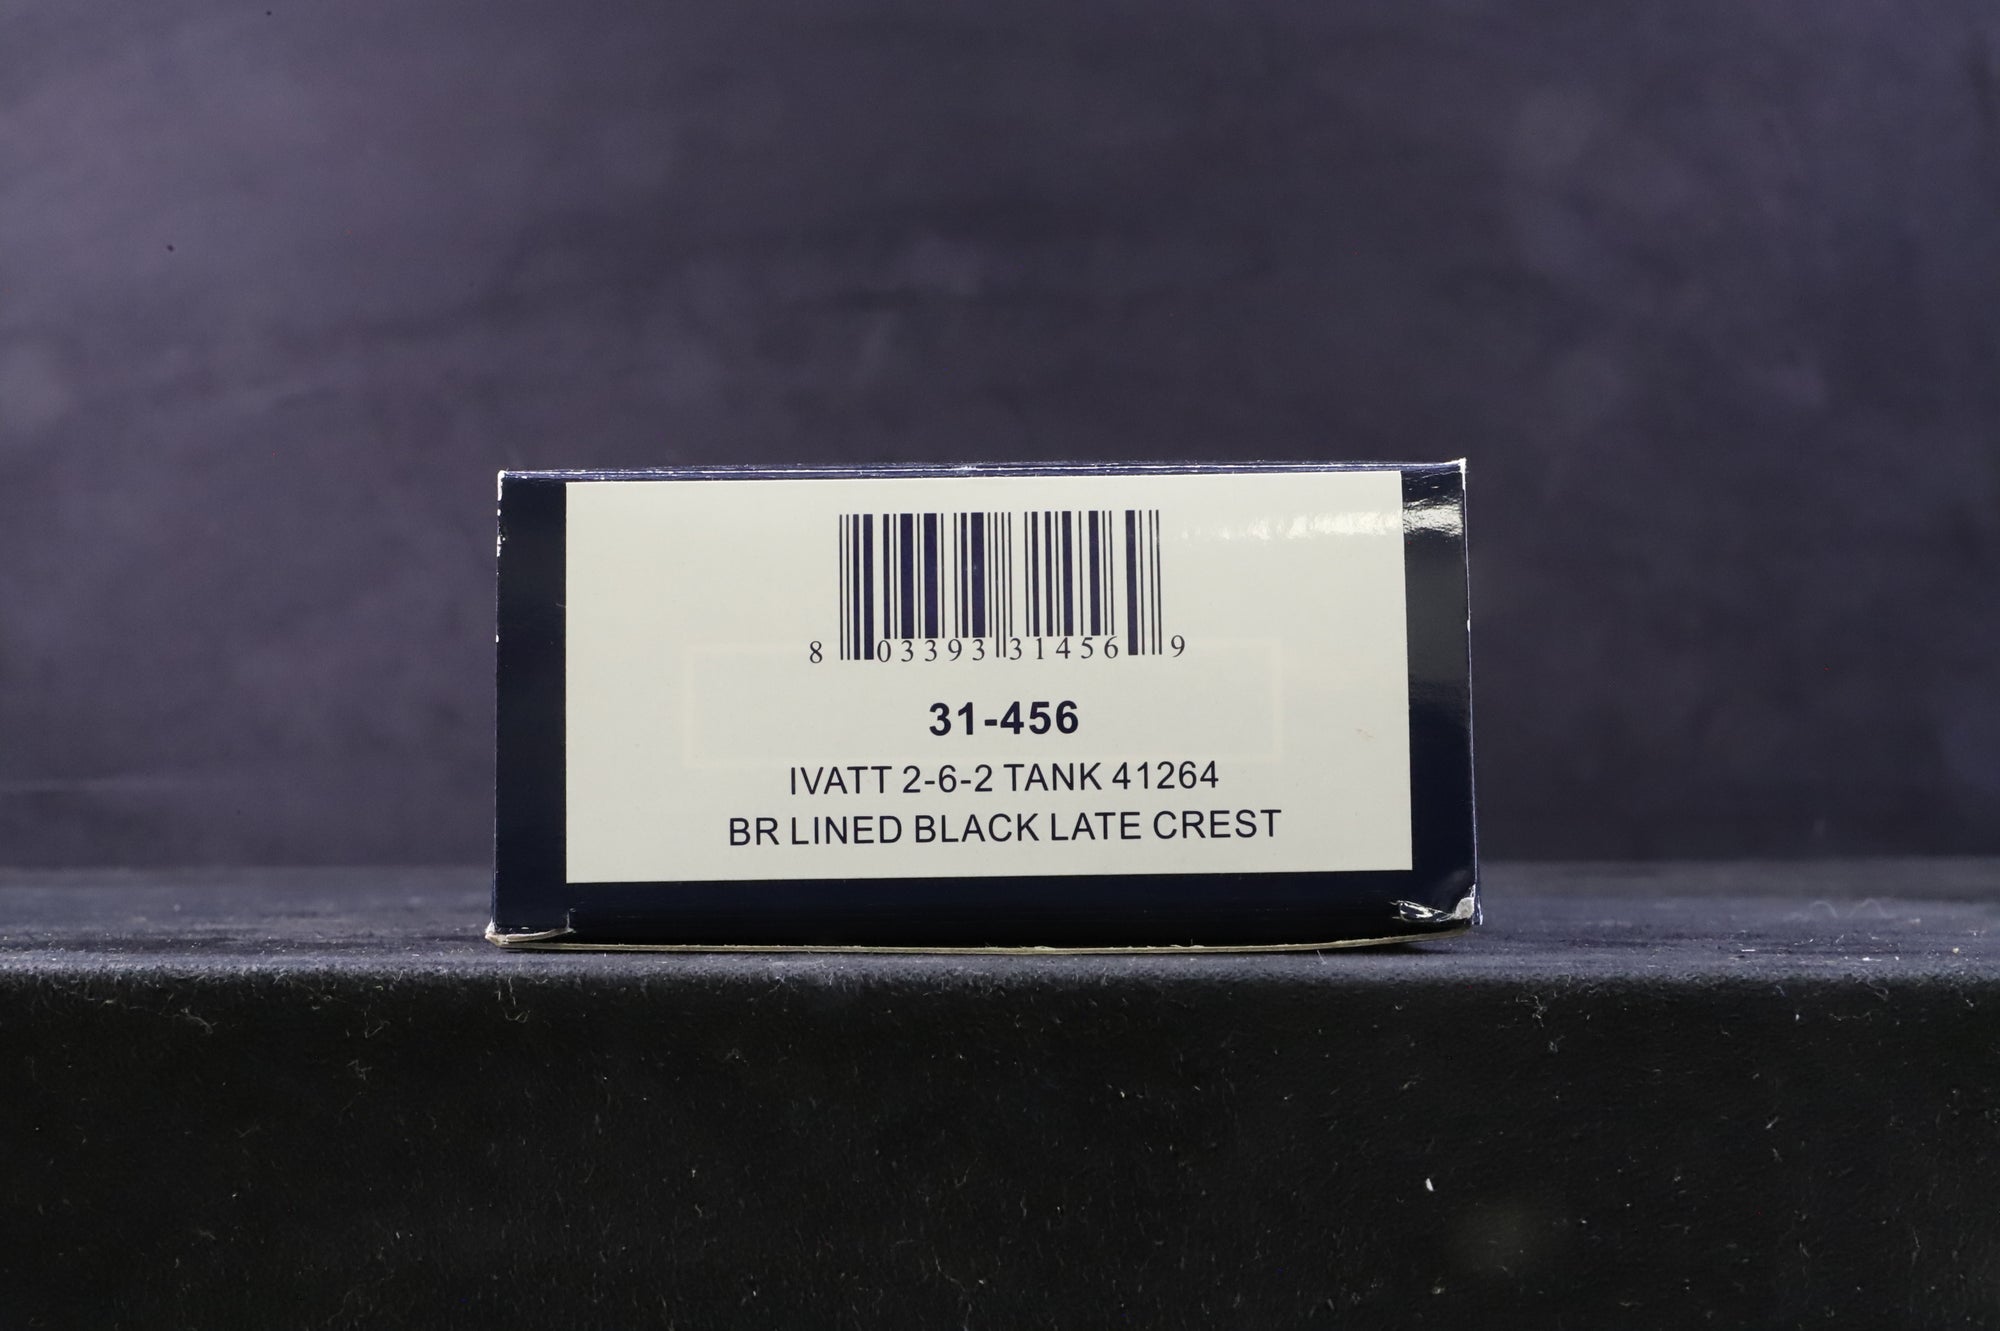 8 03393 31456 9
31-456
IVATT 2-6-2 TANK 41264
BR LINED BLACK LATE CREST